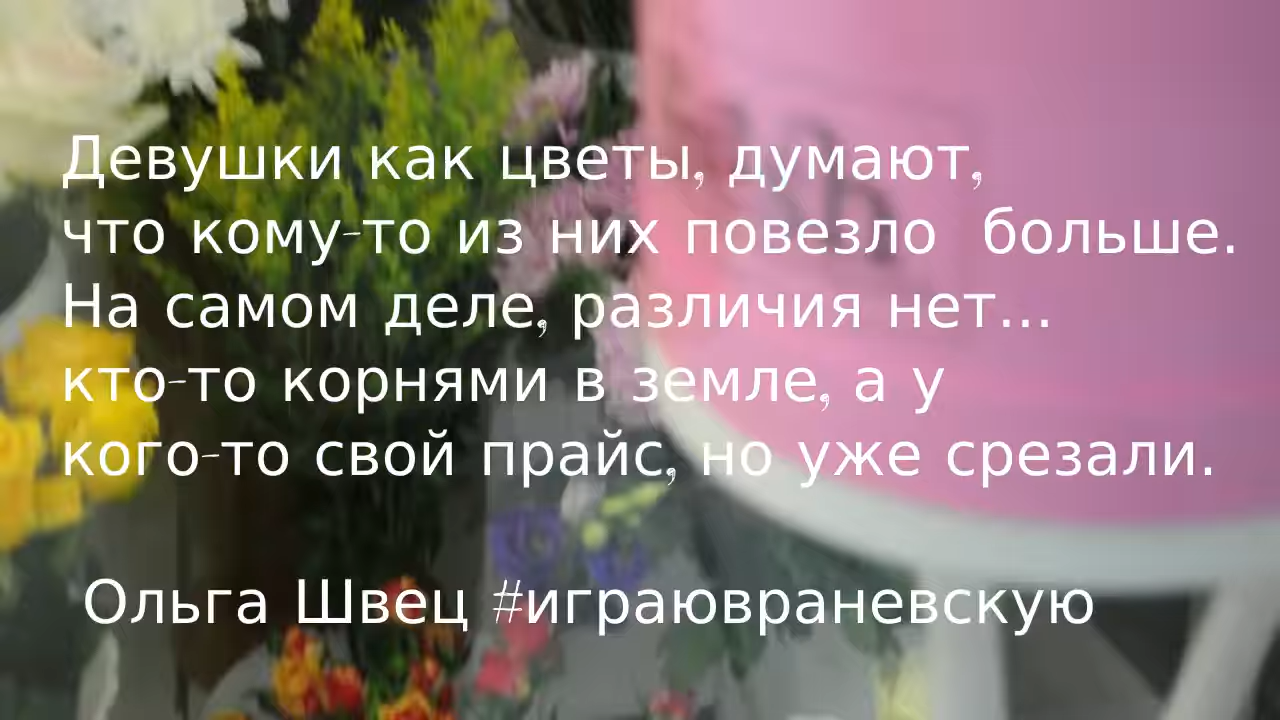 Девушки как цветы, думают,
что кому-то из них повезло  больше.
На самом деле, различия нет...
кто-то корнями в земле, а у
кого-то свой прайс, но уже срезали.
Ольга Швец #играювраневскую